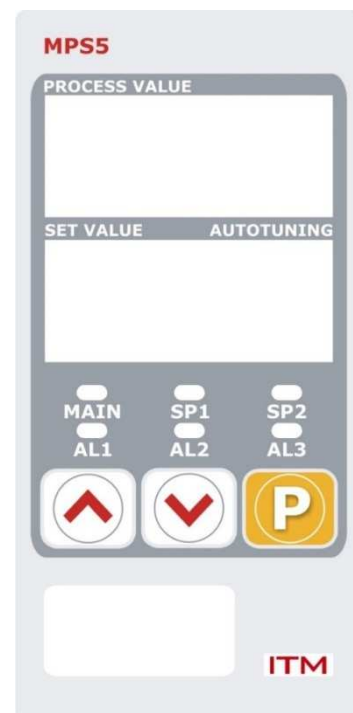 MPS5
PROCESS VALUE
SET VALUE AUTOTUNING
MAIN SP1 SP2
AL1 AL2 AL3
P
ITM